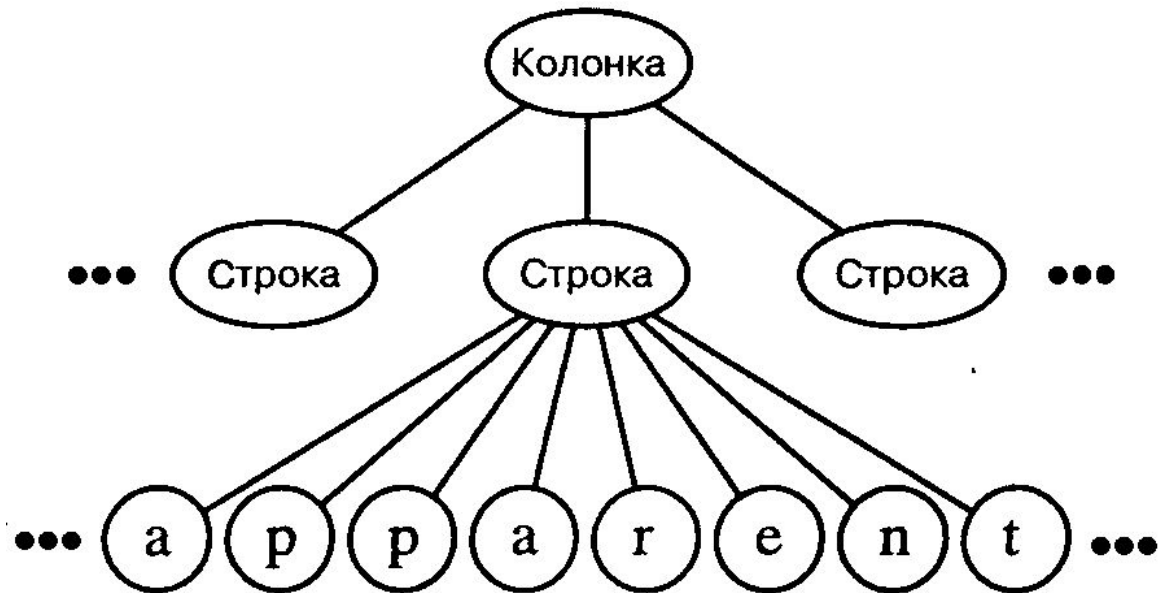 Колонка
••• Строка Строка Строка •••
••• a p p a r e n t •••